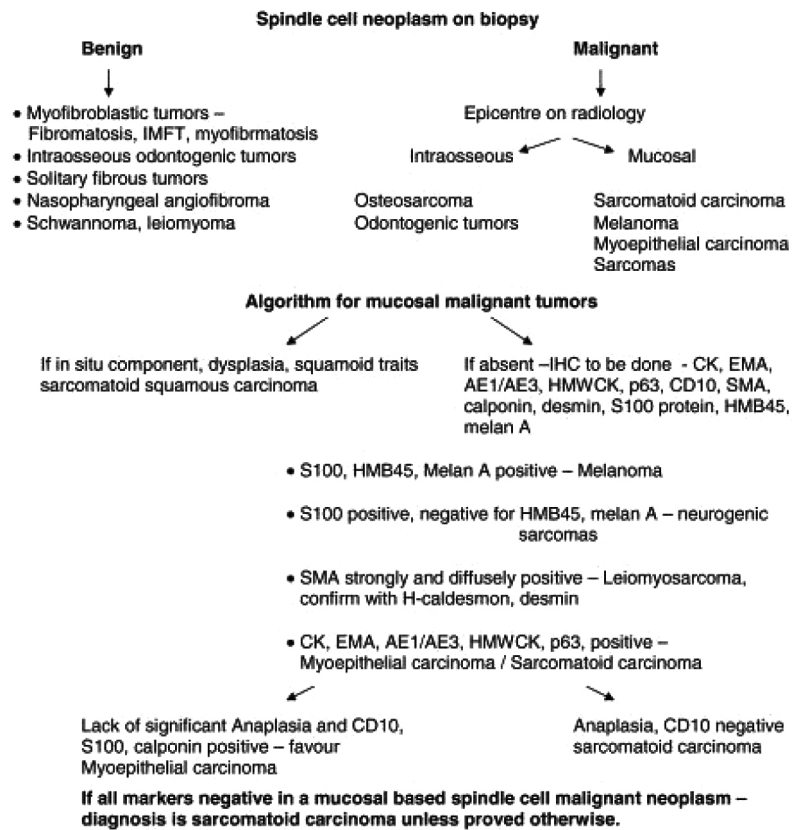 Spindle cell neoplasm on biopsy
Benign
Malignant
• Myofibroblastic tumors –
Fibromatosis, IMFT, myofibrmatosis
• Intraosseous odontogenic tumors
• Solitary fibrous tumors
• Nasopharyngeal angiofibroma
• Schwannoma, leiomyoma
Epicentre on radiology
Intraosseous
Mucosal
Osteosarcoma
Odontogenic tumors
Sarcomatoid carcinoma
Melanoma
Myoepithelial carcinoma
Sarcomas
Algorithm for mucosal malignant tumors
If in situ component, dysplasia, squamoid traits
sarcomatoid squamous carcinoma
If absent –IHC to be done - CK, EMA,
AE1/AE3, HMWCK, p63, CD10, SMA,
calponin, desmin, S100 protein, HMB45,
melan A
• S100, HMB45, Melan A positive – Melanoma
• S100 positive, negative for HMB45, melan A – neurogenic
sarcomas
• SMA strongly and diffusely positive – Leiomyosarcoma,
confirm with H-caldesmon, desmin
• CK, EMA, AE1/AE3, HMWCK, p63, positive –
Myoepithelial carcinoma / Sarcomatoid carcinoma
Lack of significant Anaplasia and CD10,
S100, calponin positive – favour
Myoepithelial carcinoma
Anaplasia, CD10 negative
sarcomatoid carcinoma
If all markers negative in a mucosal based spindle cell malignant neoplasm –
diagnosis is sarcomatoid carcinoma unless proved otherwise.